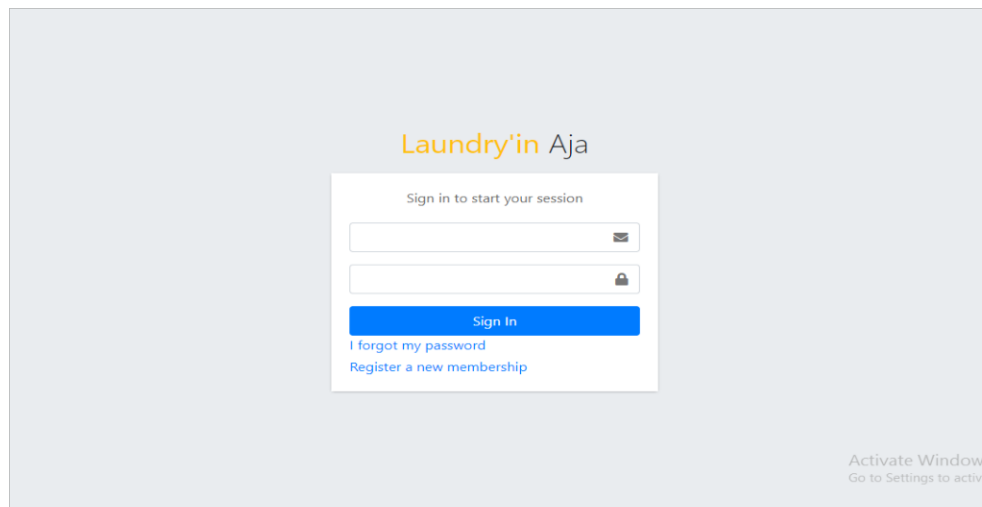 Laundry'in Aja
Sign in to start your session
Sign In
I forgot my password
Register a new membership
Activate Window
Go to Settings to activ